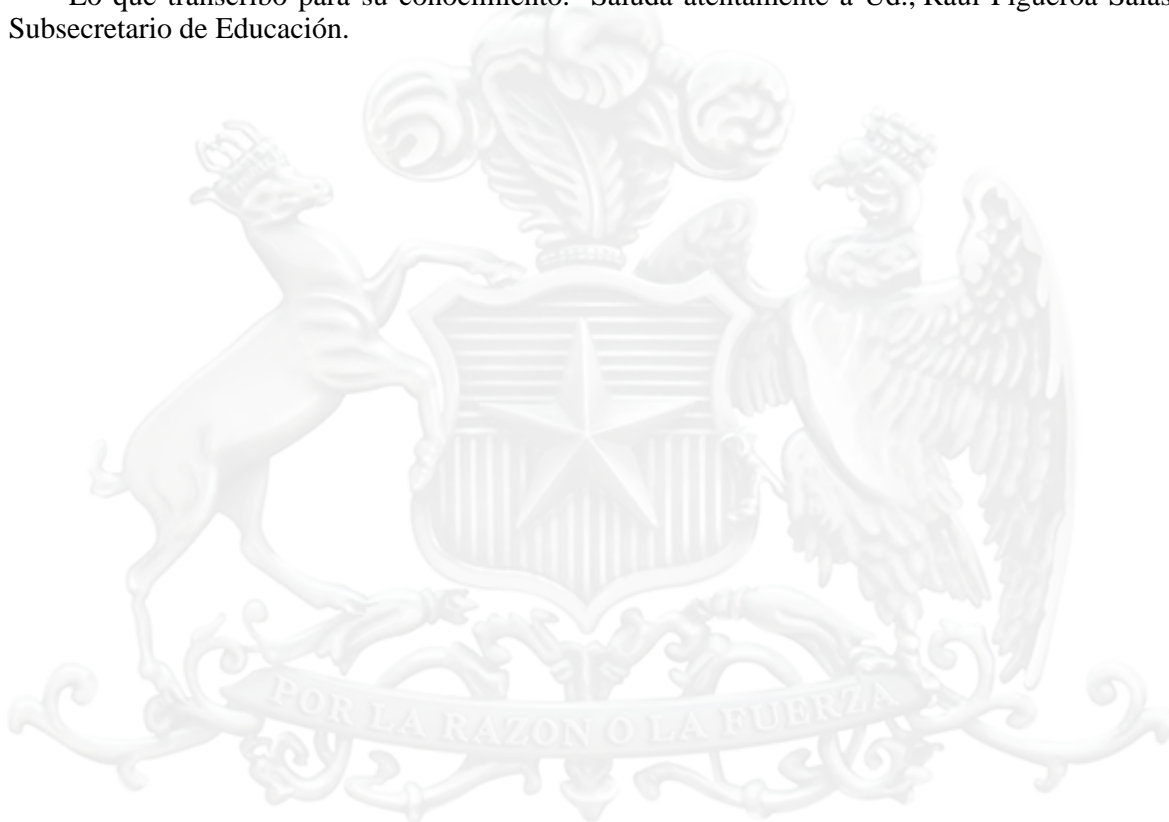 Lo que transcribo para su conocimiento.- Saluda atentamente a Ud., Raúl Figueroa Salas
Subsecretario de Educación.
POR LA RAZON O LA FUERZA